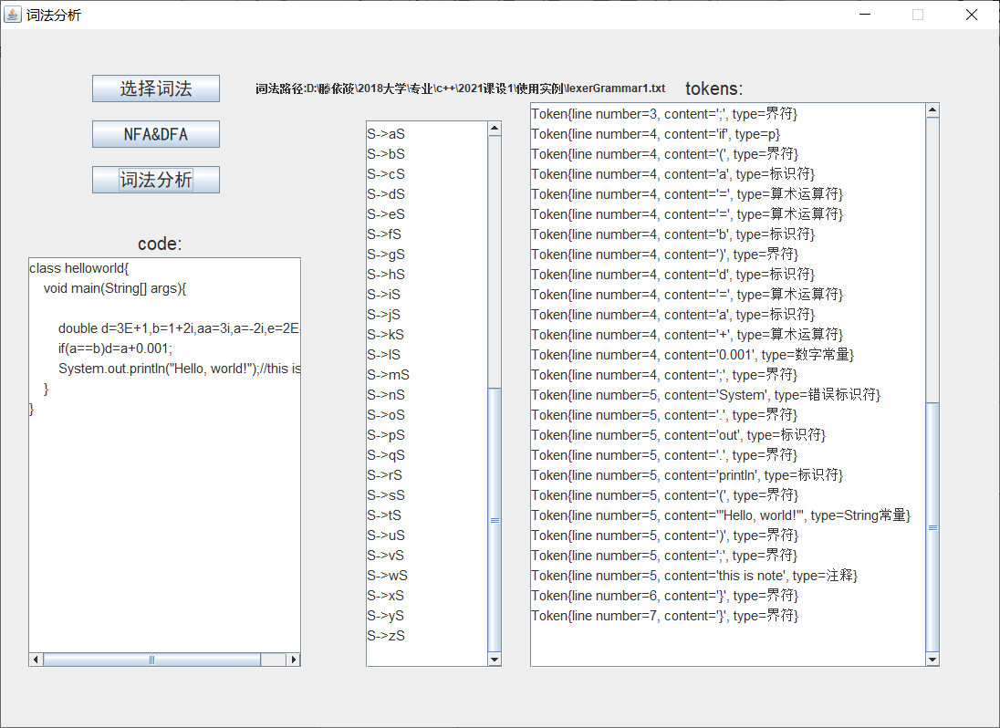 词法分析
选择词法
NFA&DFA
词法分析
词法路径:D:\滕依筱\2018大学\专业\c++\2021课设1\使用实例\lexerGrammar1.txt
tokens:
code:
class helloworld{
void main(String[] args){
double d=3E+1,b=1+2i,aa=3i,a=-2i,e=2E
if(a==b)d=a+0.001;
System.out.println("Hello, world!");//this is
}
}
S->aS
S->bS
S->cS
S->dS
S->eS
S->fS
S->gS
S->hS
S->iS
S->jS
S->kS
S->lS
S->mS
S->nS
S->oS
S->pS
S->qS
S->rS
S->sS
S->tS
S->uS
S->vS
S->wS
S->xS
S->yS
S->zS
Token{line number=3, content=';', type=界符}
Token{line number=4, content='if', type=p}
Token{line number=4, content='(', type=界符}
Token{line number=4, content='a', type=标识符}
Token{line number=4, content='=', type=算术运算符}
Token{line number=4, content='=', type=算术运算符}
Token{line number=4, content='b', type=标识符}
Token{line number=4, content=')', type=界符}
Token{line number=4, content='d', type=标识符}
Token{line number=4, content='=', type=算术运算符}
Token{line number=4, content='a', type=标识符}
Token{line number=4, content='+', type=算术运算符}
Token{line number=4, content='0.001', type=数字常量}
Token{line number=4, content=';', type=界符}
Token{line number=5, content='System', type=错误标识符}
Token{line number=5, content='.', type=界符}
Token{line number=5, content='out', type=标识符}
Token{line number=5, content='.', type=界符}
Token{line number=5, content='println', type=标识符}
Token{line number=5, content='(', type=界符}
Token{line number=5, content='"Hello, world!"', type=String常量}
Token{line number=5, content=')', type=界符}
Token{line number=5, content=';', type=界符}
Token{line number=5, content='this is note', type=注释}
Token{line number=6, content='}', type=界符}
Token{line number=7, content='}', type=界符}